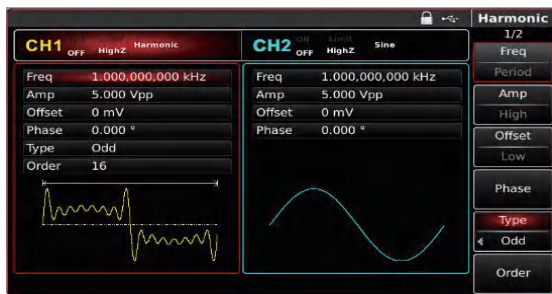 Harmonic
1/2
CH1 OFF HighZ Harmonic
CH2 ON OFF Limit HighZ Sine
Freq 1.000,000,000 kHz
Amp 5.000 Vpp
Offset 0 mV
Phase 0.000 °
Type Odd
Order 16
Freq 1.000,000,000 kHz
Amp 5.000 Vpp
Offset 0 mV
Phase 0.000 °
Freq
Period
Amp
High
Offset
Low
Phase
Type
Odd
Order